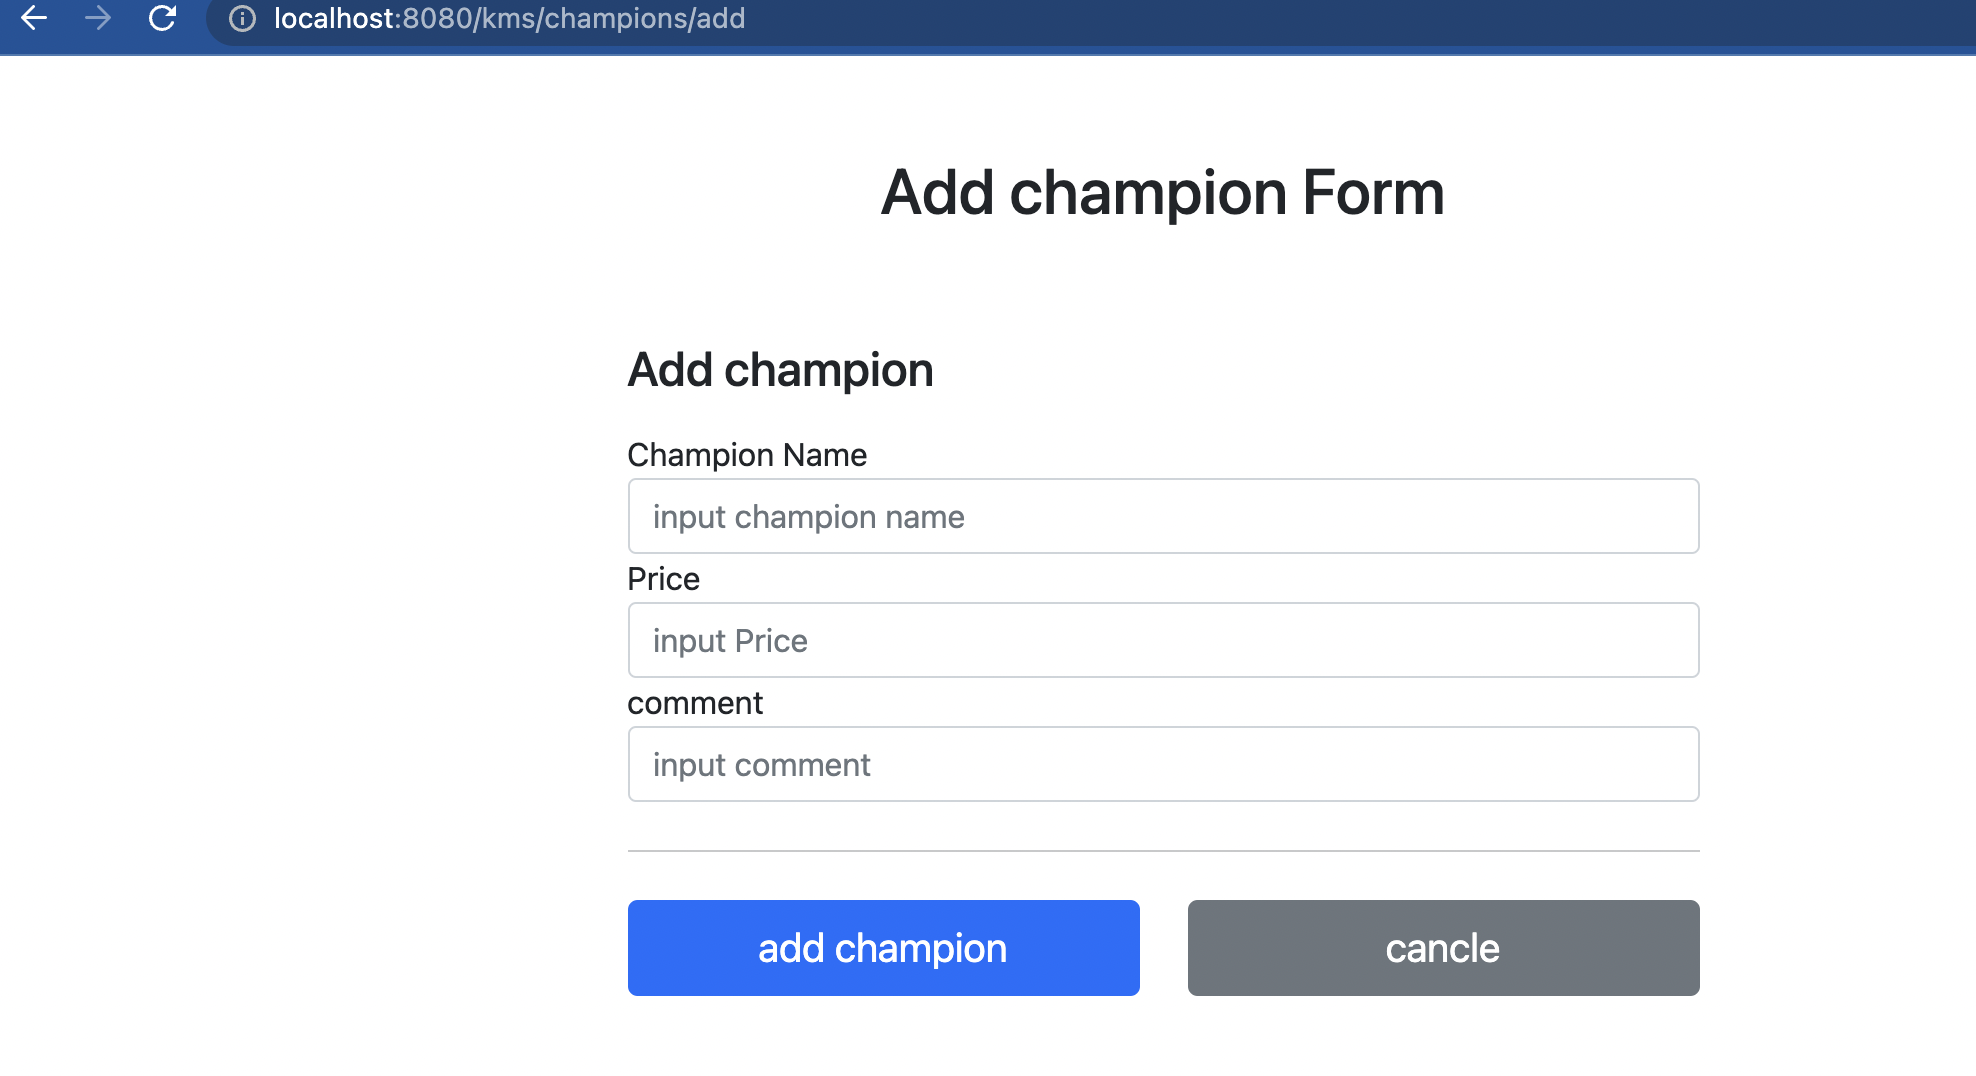 localhost:8080/kms/champions/add
Add champion Form
Add champion
Champion Name
input champion name
Price
input Price
comment
input comment
add champion
cancle